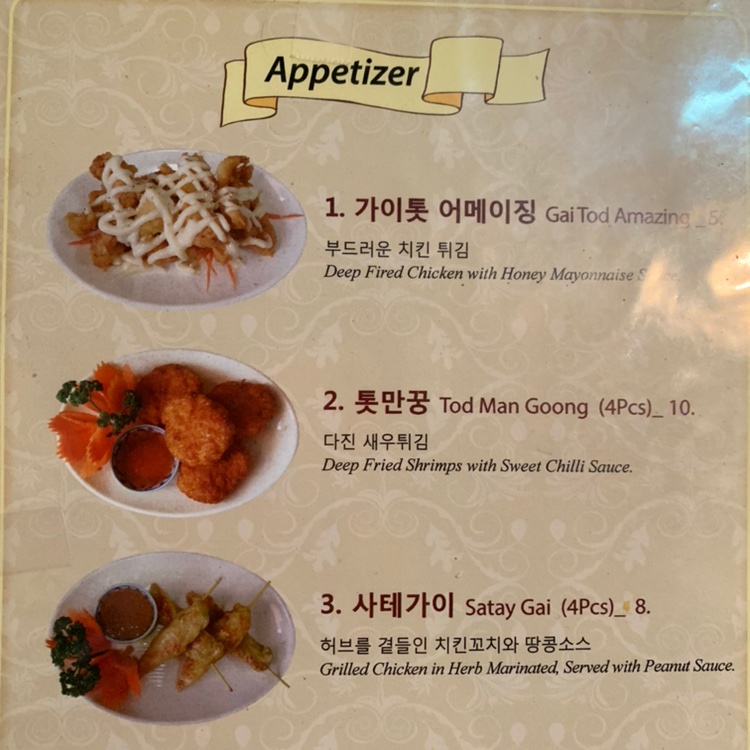 Appetizer
1. 가이톳 어메이징 Gai Tod Amazing _ 5.
부드러운 치킨 튀김
Deep Fired Chicken with Honey Mayonnaise
2. 톳만꿍 Tod Man Goong (4Pcs)_ 10.
다진 새우튀김
Deep Fried Shrimps with Sweet Chilli Sauce.
3. 사테가이 Satay Gai (4Pcs)_ 8.
허브를 곁들인 치킨꼬치와 땅콩소스
Grilled Chicken in Herb Marinated, Served with Peanut Sauce.